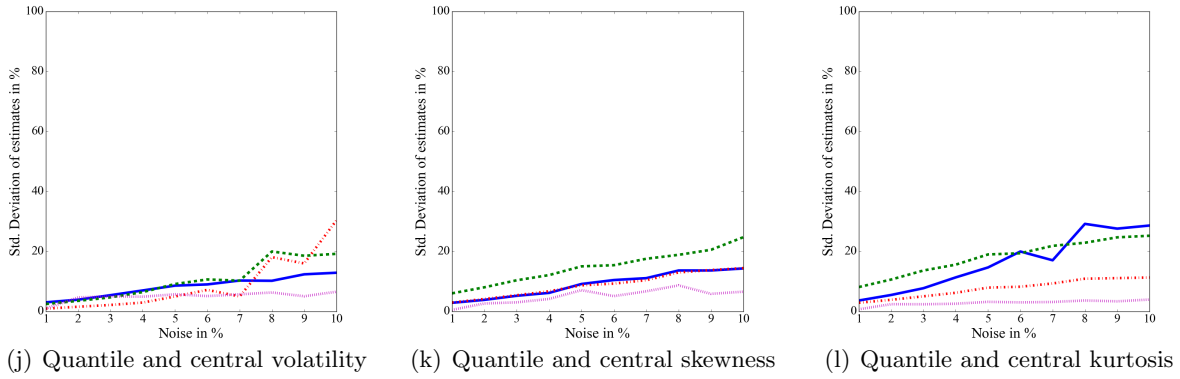 100
80
60
40
20
0
Std. Deviation of estimates in %
1 2 3 4 5 6 7 8 9 10
Noise in %
(j) Quantile and central volatility
100
80
60
40
20
0
Std. Deviation of estimates in %
1 2 3 4 5 6 7 8 9 10
Noise in %
(k) Quantile and central skewness
100
80
60
40
20
0
Std. Deviation of estimates in %
1 2 3 4 5 6 7 8 9 10
Noise in %
(l) Quantile and central kurtosis